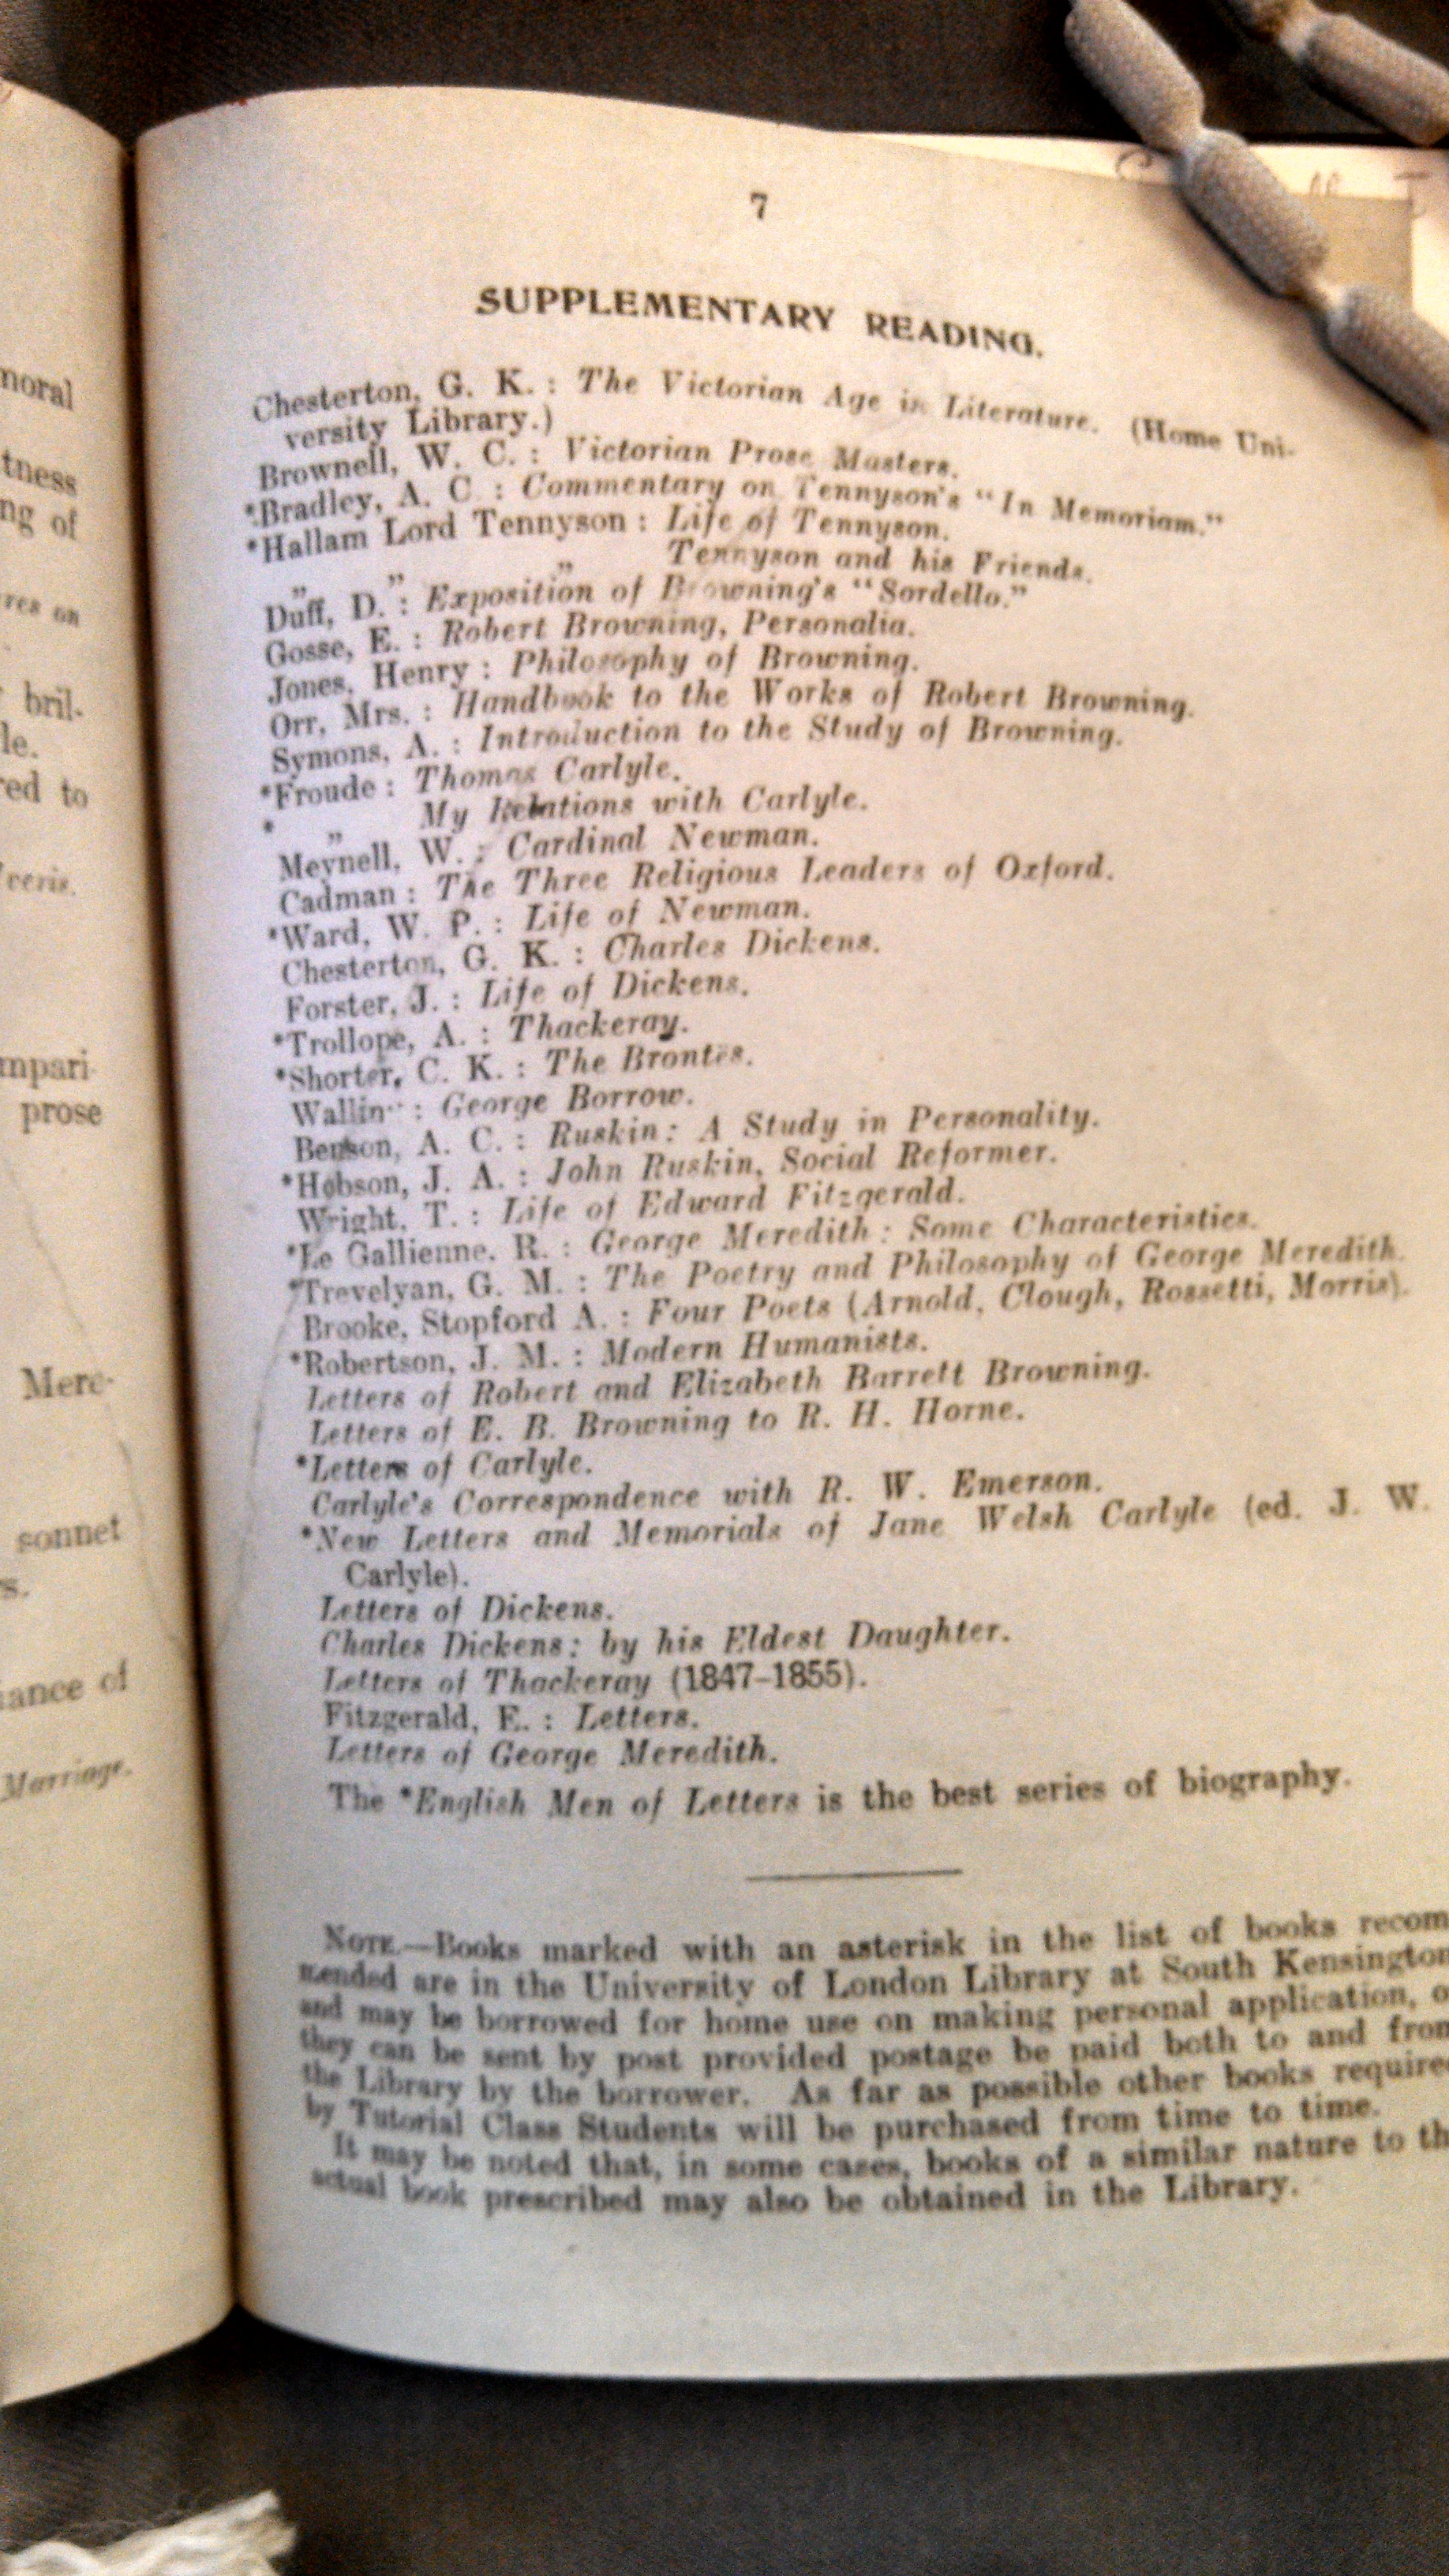 moral
tness
ng of
res on
bril-
le.
red to
mpari
prose
Mere-
sonnet
s.
ance of
Marriage.
7
SUPPLEMENTARY READING.
Chesterton, G. K. : The Victorian Age in Literature. (Home Uni-
versity Library.)
Brownell, W. C. : Victorian Prose Masters.
*Bradley, A. C. : Commentary on Tennyson's "In Memoriam."
*Hallam Lord Tennyson : Life of Tennyson.
" " " Tennyson and his Friends.
Duff, D. : Exposition of Browning's "Sordello."
Gosse, E. : Robert Browning, Personalia.
Jones, Henry : Philosophy of Browning.
Orr, Mrs. : Handbook to the Works of Robert Browning.
Symons, A. : Introduction to the Study of Browning.
*Froude : Thomas Carlyle.
* " My Relations with Carlyle.
Meynell, W. : Cardinal Newman.
Cadman : The Three Religious Leaders of Oxford.
*Ward, W. P. : Life of Newman.
Chesterton, G. K. : Charles Dickens.
Forster, J. : Life of Dickens.
*Trollope, A. : Thackeray.
*Shorter, C. K. : The Brontës.
: George Borrow.
Benson, A. C. : Ruskin : A Study in Personality.
*Hobson, J. A. : John Ruskin, Social Reformer.
Wright, T. : Life of Edward Fitzgerald.
*Le Gallienne, R. : George Meredith : Some Characteristics.
*Trevelyan, G. M. : The Poetry and Philosophy of George Meredith.
Brooke, Stopford A. : Four Poets (Arnold, Clough, Rossetti, Morris).
*Robertson, J. M. : Modern Humanists.
Letters of Robert and Elizabeth Barrett Browning.
Letters of E. B. Browning to R. H. Horne.
*Letters of Carlyle.
Carlyle's Correspondence with R. W. Emerson.
*New Letters and Memorials of Jane Welsh Carlyle (ed. J. W.
Carlyle).
Letters of Dickens.
Charles Dickens : by his Eldest Daughter.
Letters of Thackeray (1847-1855).
Fitzgerald, E. : Letters.
Letters of George Meredith.
The *English Men of Letters is the best series of biography.
NOTE.—Books marked with an asterisk in the list of books recom
mended are in the University of London Library at South Kensington
and may be borrowed for home use on making personal application, o
they can be sent by post provided postage be paid both to and from
the Library by the borrower. As far as possible other books require
by Tutorial Class Students will be purchased from time to time.
It may be noted that, in some cases, books of a similar nature to th
actual book prescribed may also be obtained in the Library.